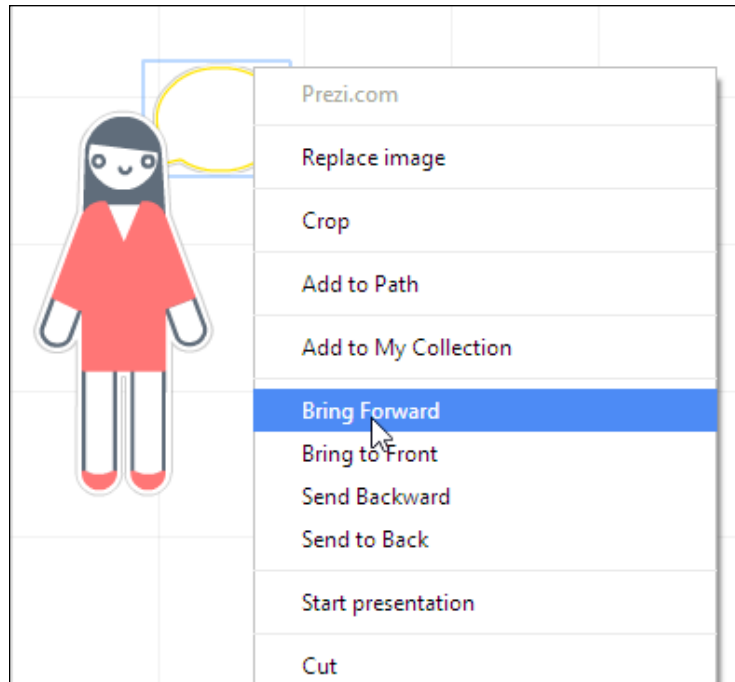 Prezi.com
Replace image
Crop
Add to Path
Add to My Collection
Bring Forward
Bring to Front
Send Backward
Send to Back
Start presentation
Cut